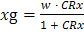 xg = w · CRx / 1 + CRx